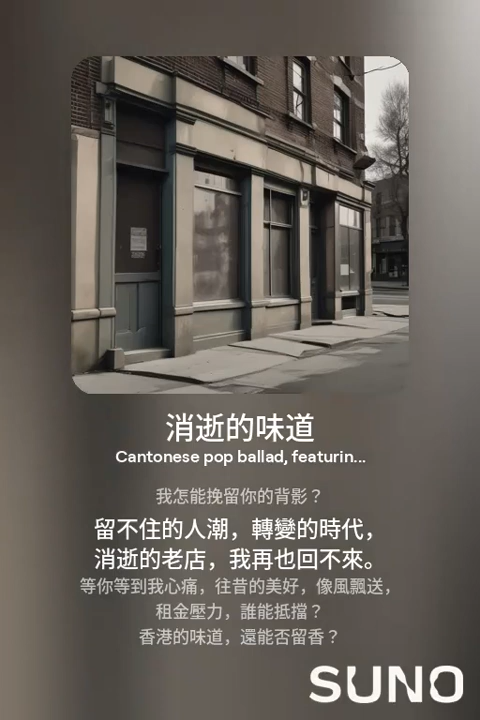 消逝的味道
Cantonese pop ballad, featurin...
我怎能挽留你的背影？
留不住的人潮，轉變的時代，
消逝的老店，我再也回不來。
等你等到我心痛，往昔的美好，像風飄送，
租金壓力，誰能抵擋？
香港的味道，還能否留香？
SUNO